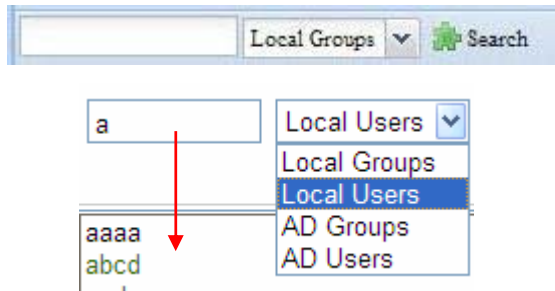 Local Groups Search
a Local Users
Local Groups
Local Users
aaaa AD Groups
abcd AD Users